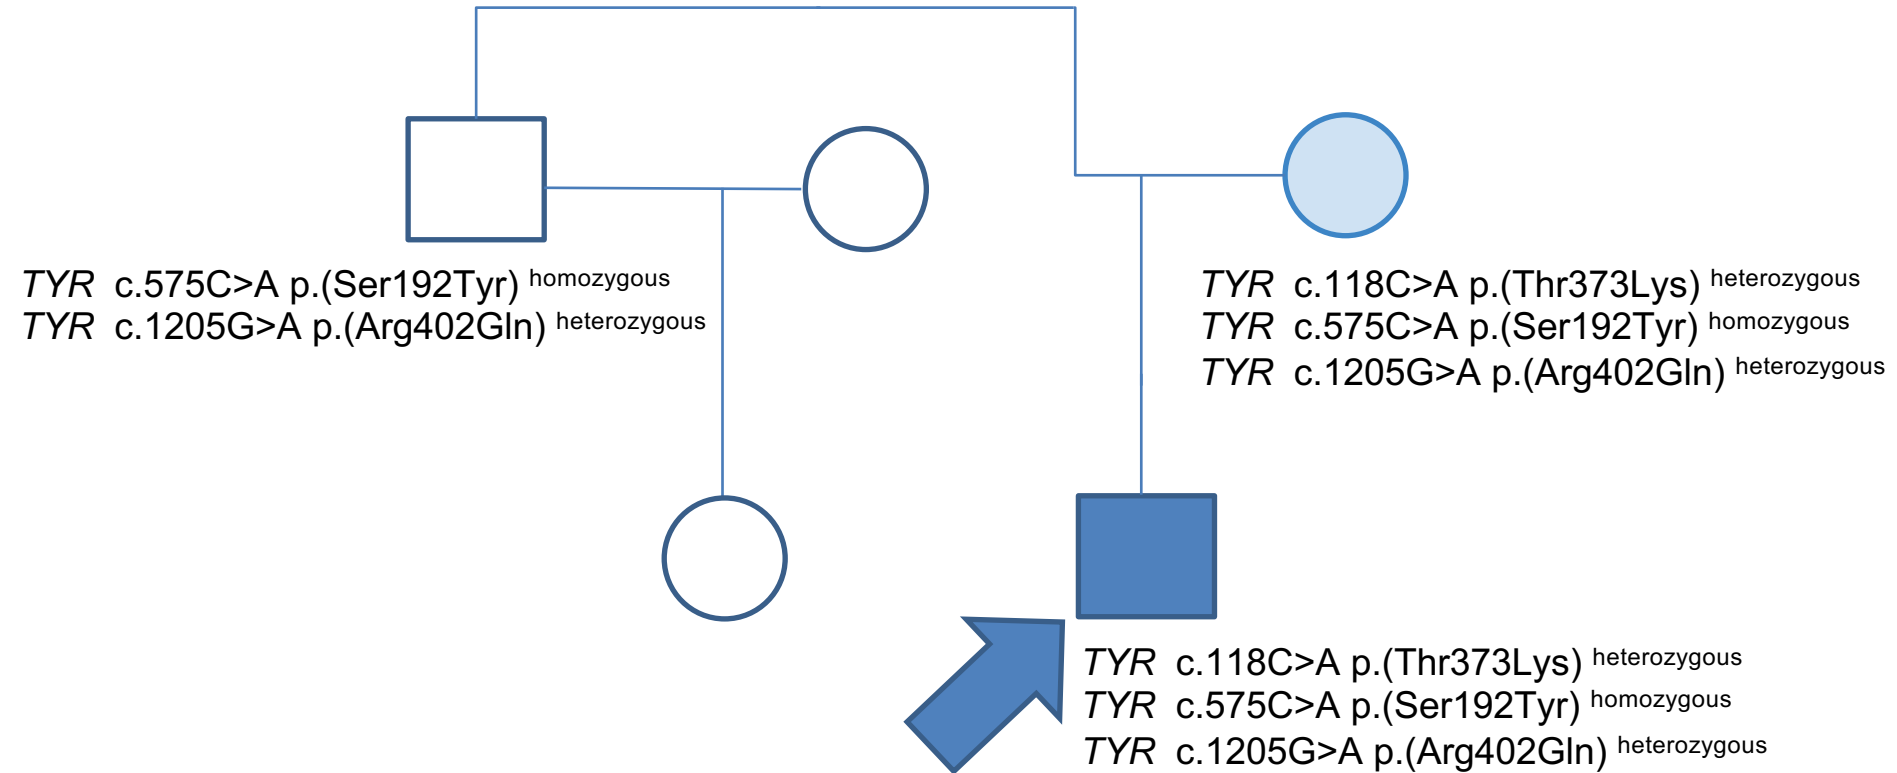 TYR c.575C>A p.(Ser192Tyr) homozygous
TYR c.1205G>A p.(Arg402Gln) heterozygous
TYR c.118C>A p.(Thr373Lys) heterozygous
TYR c.575C>A p.(Ser192Tyr) homozygous
TYR c.1205G>A p.(Arg402Gln) heterozygous
TYR c.118C>A p.(Thr373Lys) heterozygous
TYR c.575C>A p.(Ser192Tyr) homozygous
TYR c.1205G>A p.(Arg402Gln) heterozygous